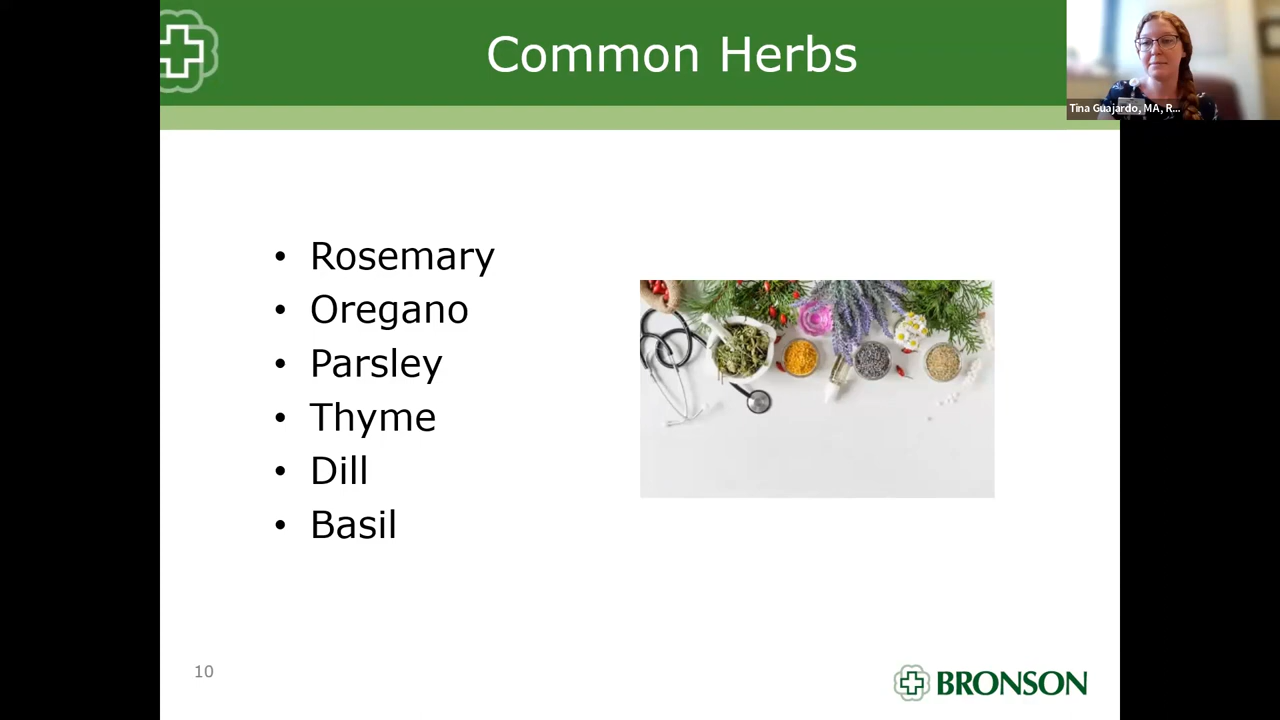 Common Herbs
Tina Guajardo, MA, R...
• Rosemary
• Oregano
• Parsley
• Thyme
• Dill
• Basil
10
BRONSON